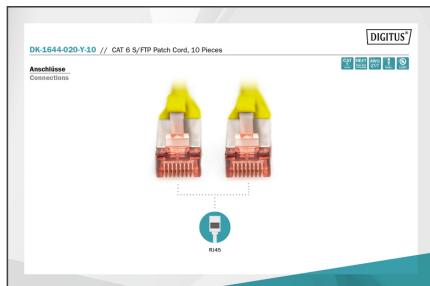 DIGITUS®
DK-1644-020-Y-10 // CAT 6 S/FTP Patch Cord, 10 Pieces
Anschlüsse
Connections
RJ45